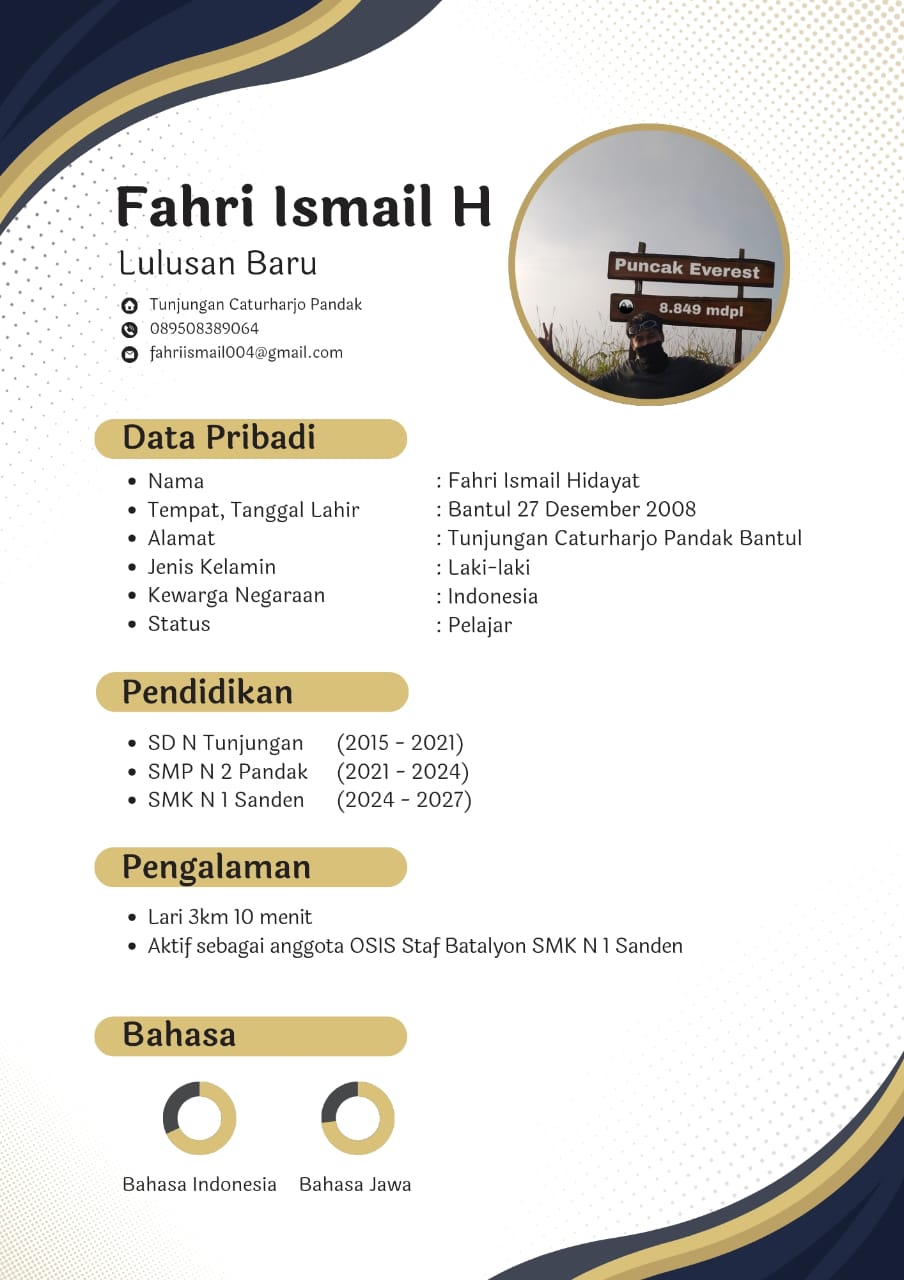 Fahri Ismail H
Lulusan Baru
Tunjungan Caturharjo Pandak
089508389064
fahriismail004@gmail.com
Puncak Everest
8.849 mdpl
Data Pribadi
• Nama : Fahri Ismail Hidayat
• Tempat, Tanggal Lahir : Bantul 27 Desember 2008
• Alamat : Tunjungan Caturharjo Pandak Bantul
• Jenis Kelamin : Laki-laki
• Kewarga Negaraan : Indonesia
• Status : Pelajar
Pendidikan
• SD N Tunjungan (2015 - 2021)
• SMP N 2 Pandak (2021 - 2024)
• SMK N 1 Sanden (2024 - 2027)
Pengalaman
• Lari 3km 10 menit
• Aktif sebagai anggota OSIS Staf Batalyon SMK N 1 Sanden
Bahasa
Bahasa Indonesia Bahasa Jawa